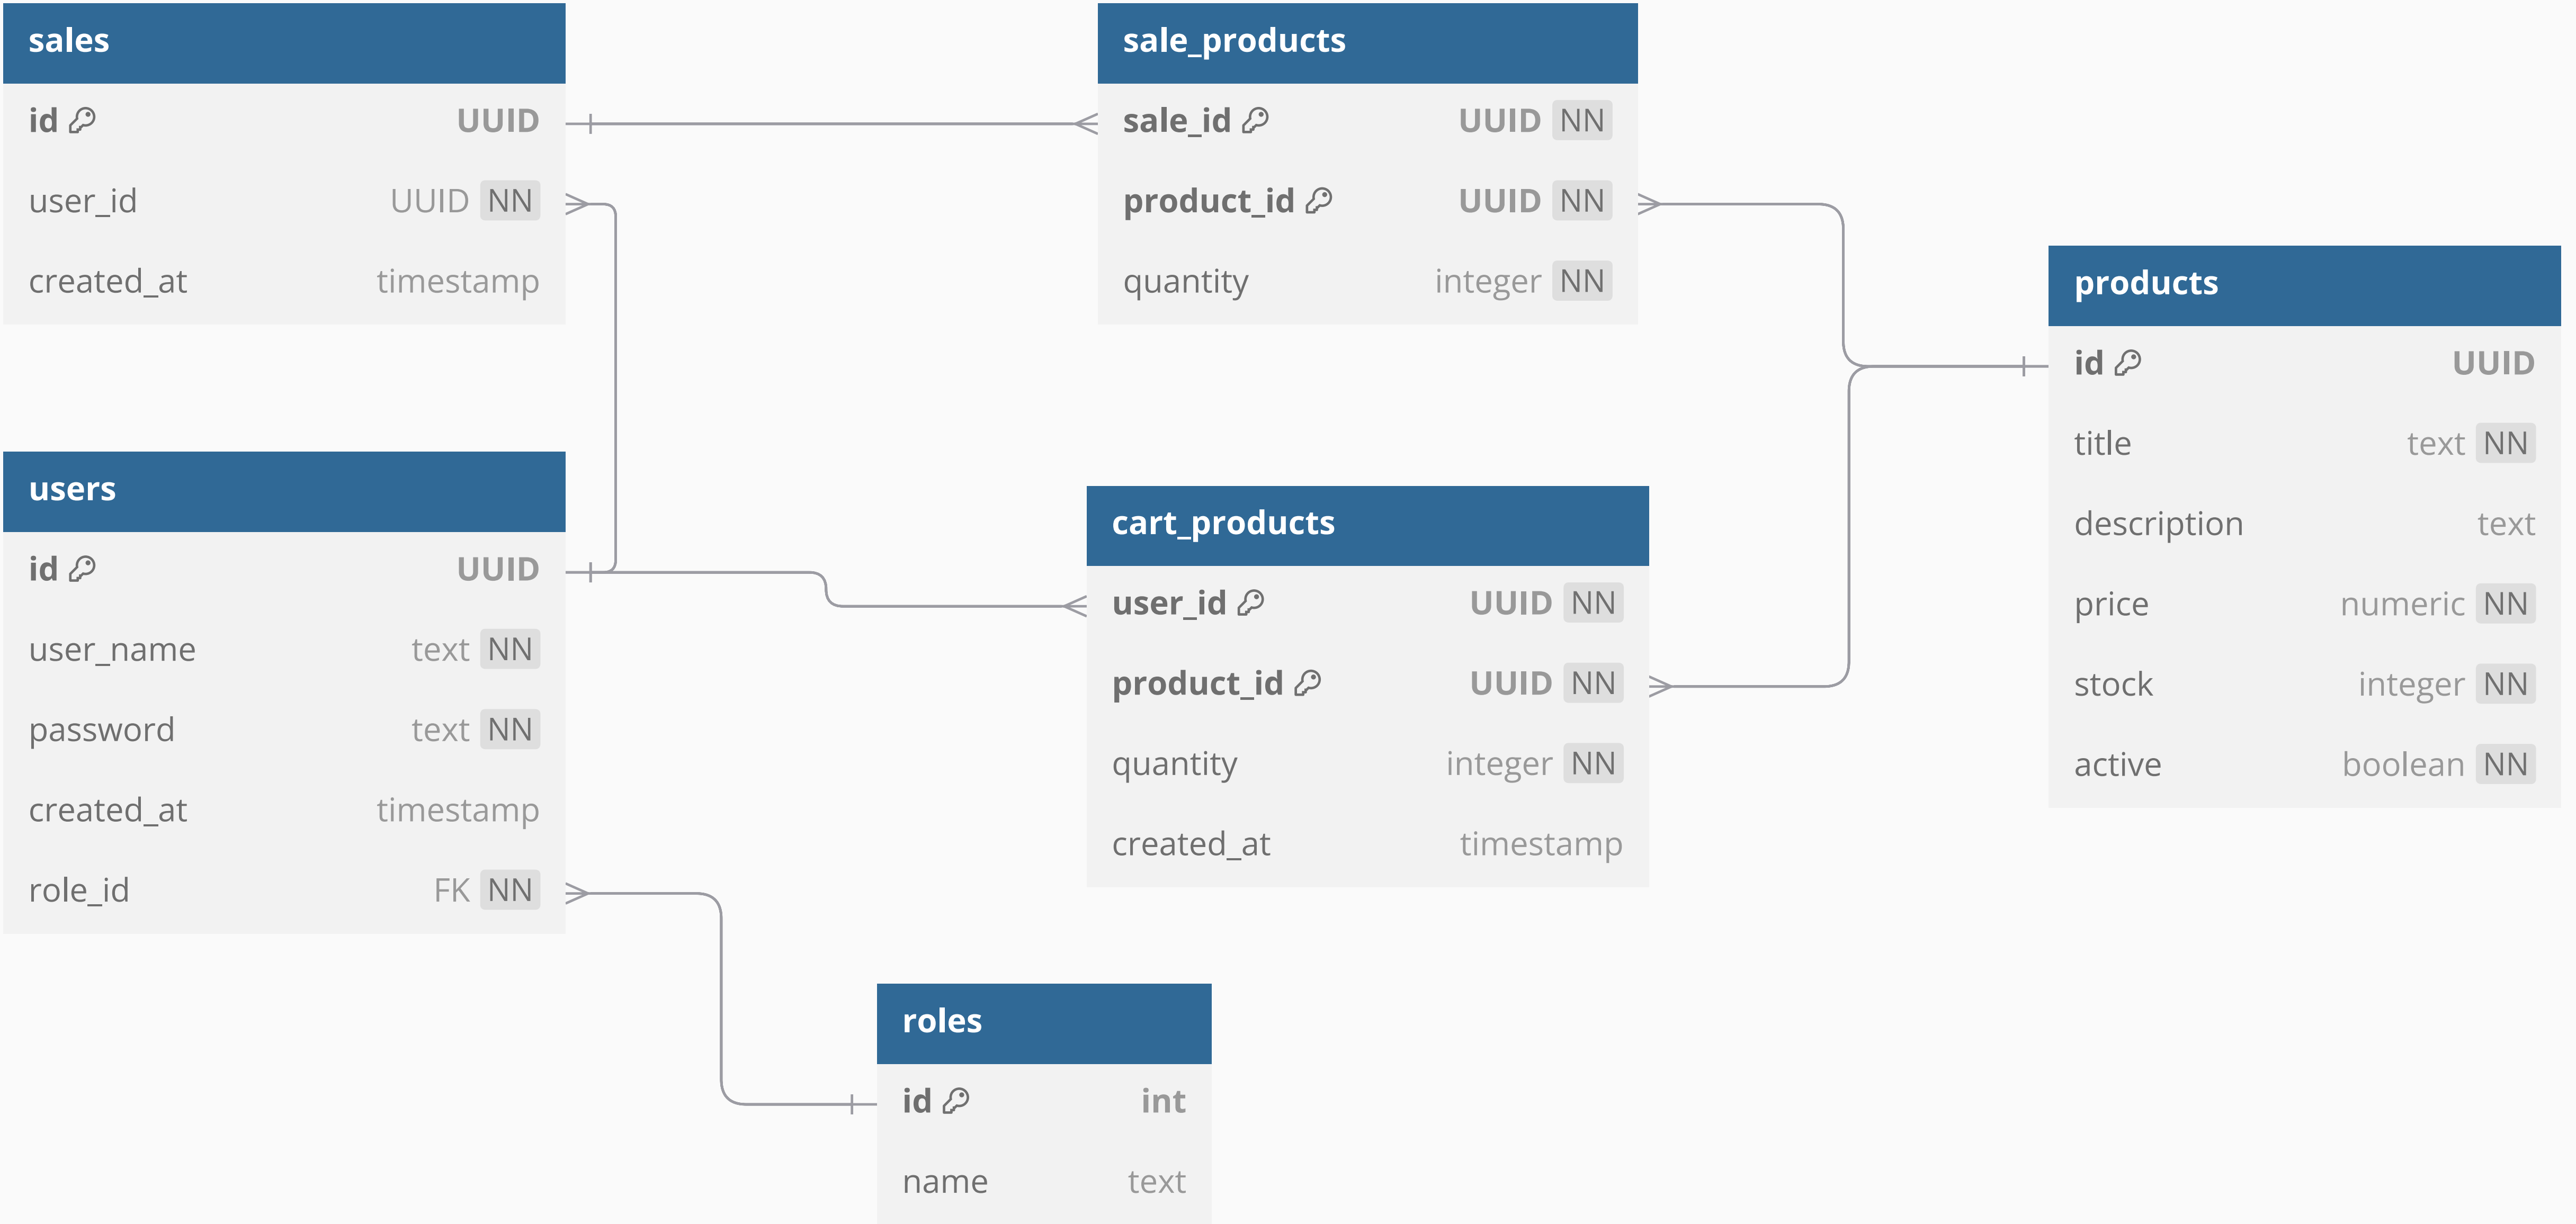 sales
id UUID
user_id UUID NN
created_at timestamp
sale_products
sale_id UUID NN
product_id UUID NN
quantity integer NN
products
id UUID
title text NN
description text
price numeric NN
stock integer NN
active boolean NN
users
id UUID
user_name text NN
password text NN
created_at timestamp
role_id FK NN
cart_products
user_id UUID NN
product_id UUID NN
quantity integer NN
created_at timestamp
roles
id int
name text